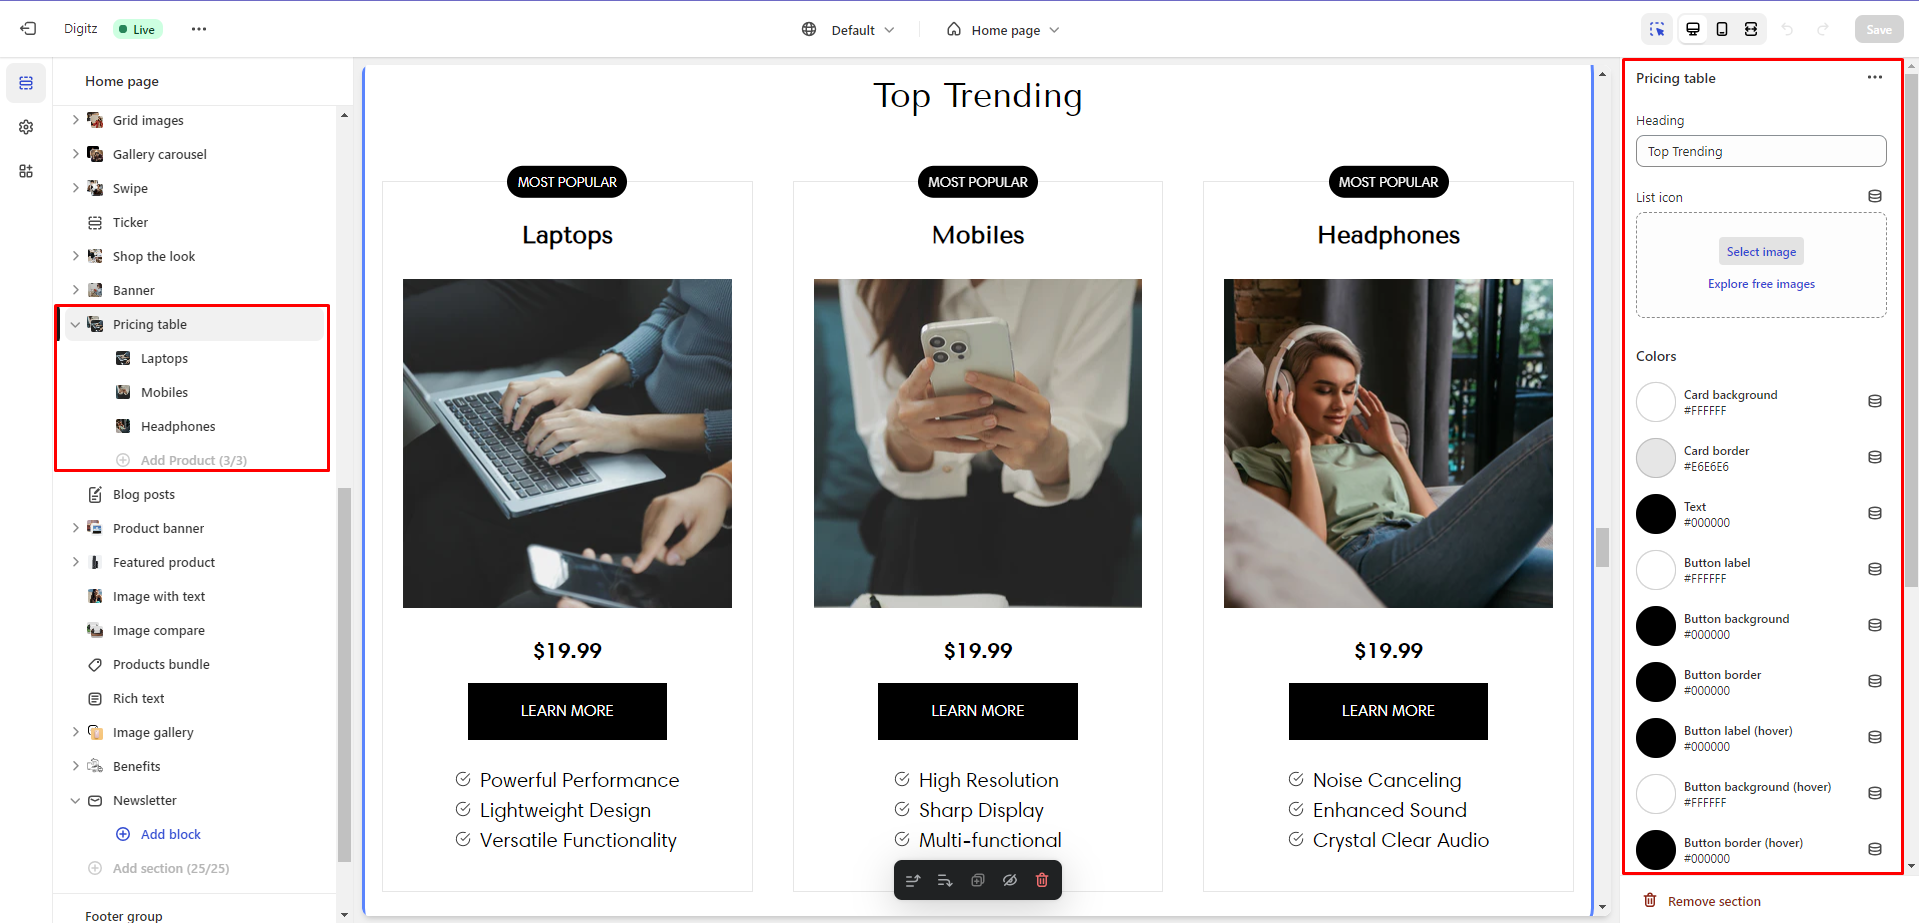 Digitz
Live
Default
Home page
Save
Home page
Grid images
Gallery carousel
Swipe
Ticker
Shop the look
Banner
Pricing table
Laptops
Mobiles
Headphones
Add Product (3/3)
Blog posts
Product banner
Featured product
Image with text
Image compare
Products bundle
Rich text
Image gallery
Benefits
Newsletter
Add block
Add section (25/25)
Footer group
Top Trending
MOST POPULAR
Laptops
$19.99
LEARN MORE
Powerful Performance
Lightweight Design
Versatile Functionality
MOST POPULAR
Mobiles
$19.99
LEARN MORE
High Resolution
Sharp Display
Multi-functional
MOST POPULAR
Headphones
$19.99
LEARN MORE
Noise Canceling
Enhanced Sound
Crystal Clear Audio
Pricing table
Heading
Top Trending
List icon
Select image
Explore free images
Colors
Card background
#FFFFFF
Card border
#E6E6E6
Text
#000000
Button label
#FFFFFF
Button background
#000000
Button border
#000000
Button label (hover)
#000000
Button background (hover)
#FFFFFF
Button border (hover)
#000000
Remove section